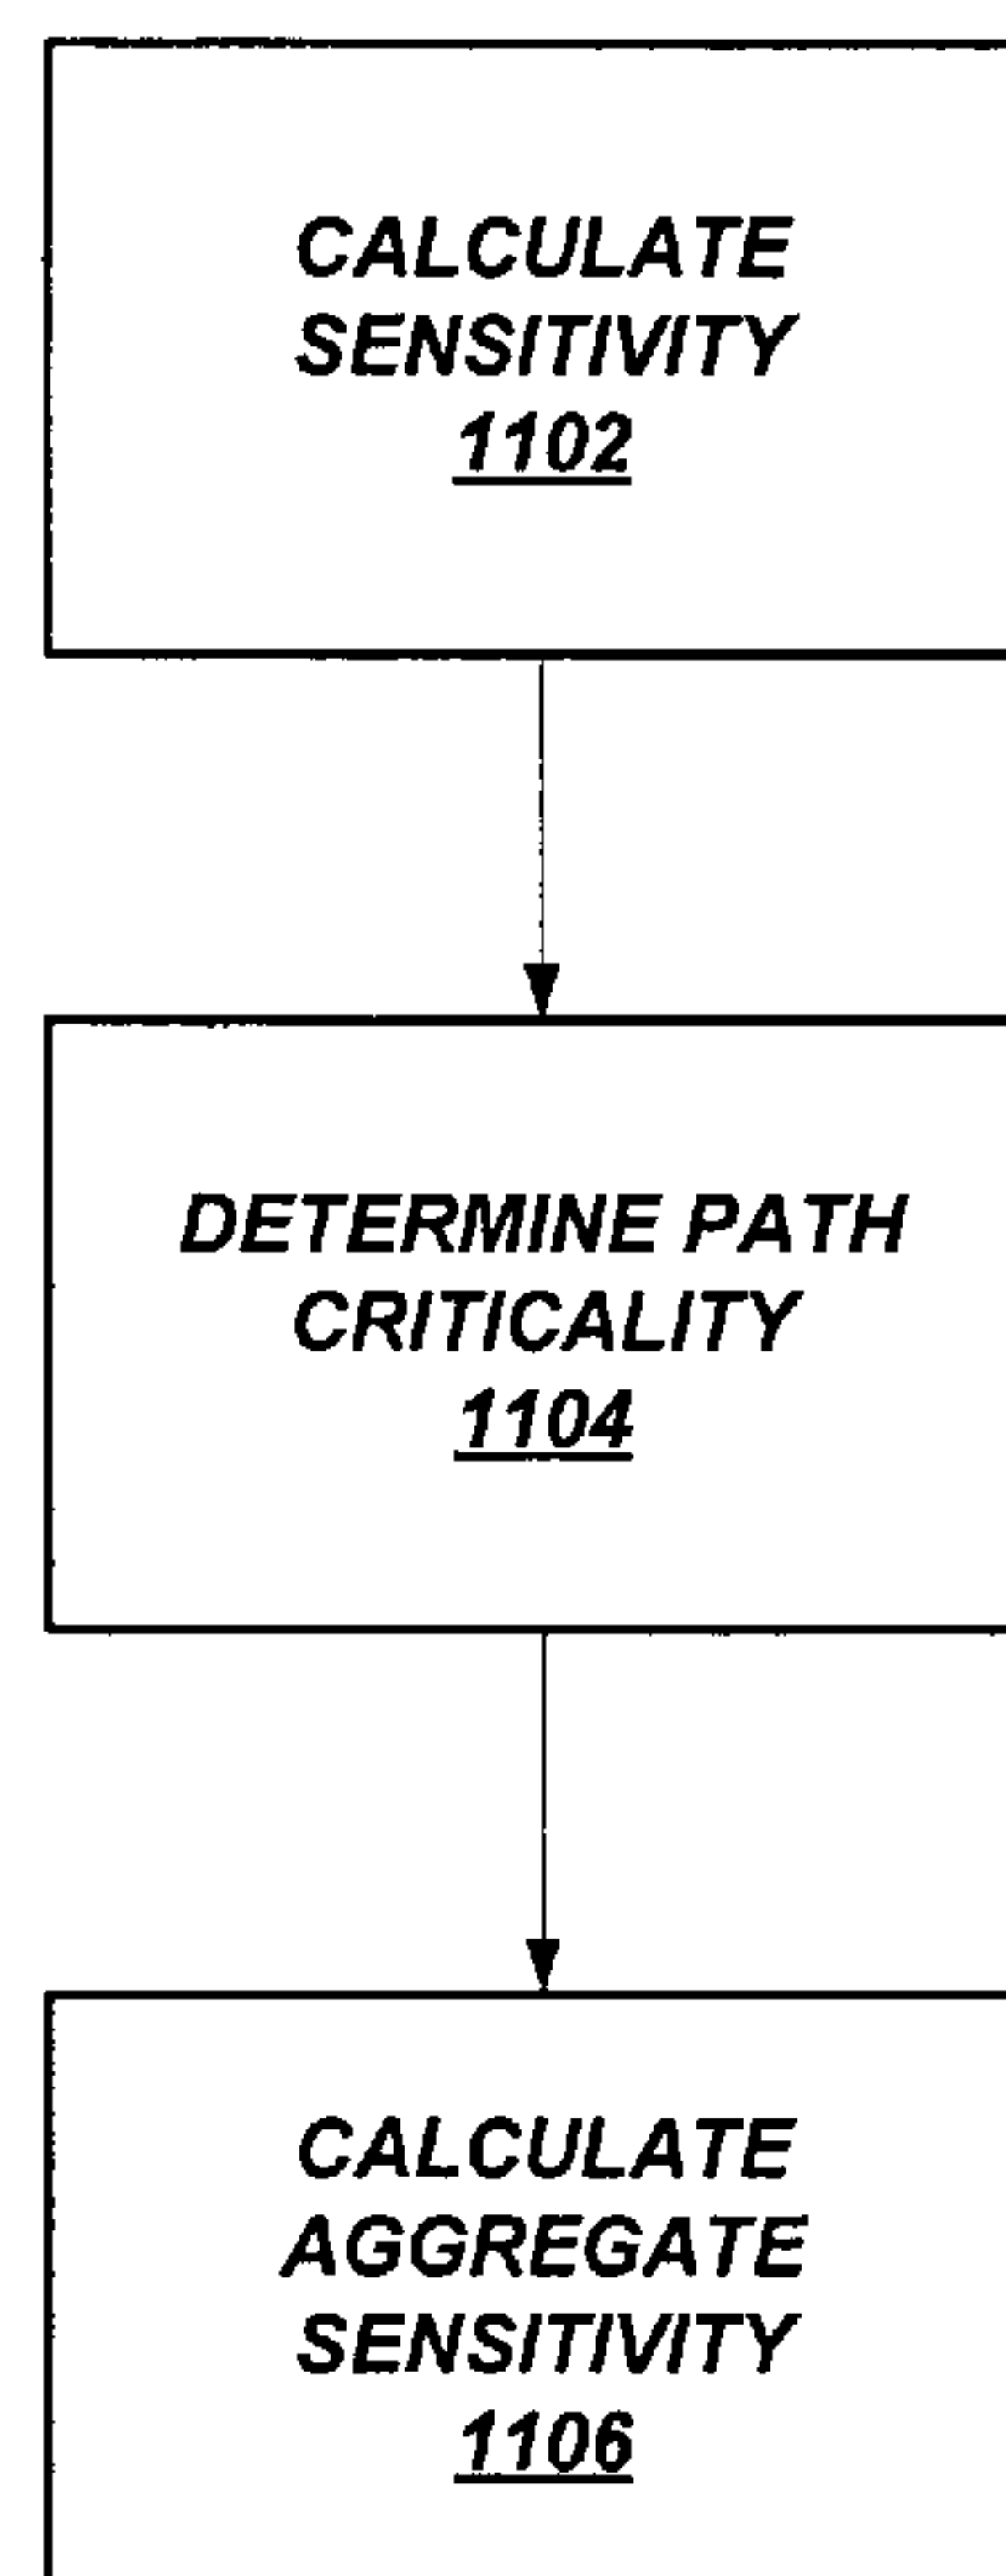 CALCULATE
SENSITIVITY
1102
DETERMINE PATH
CRITICALITY
1104
CALCULATE
AGGREGATE
SENSITIVITY
1106